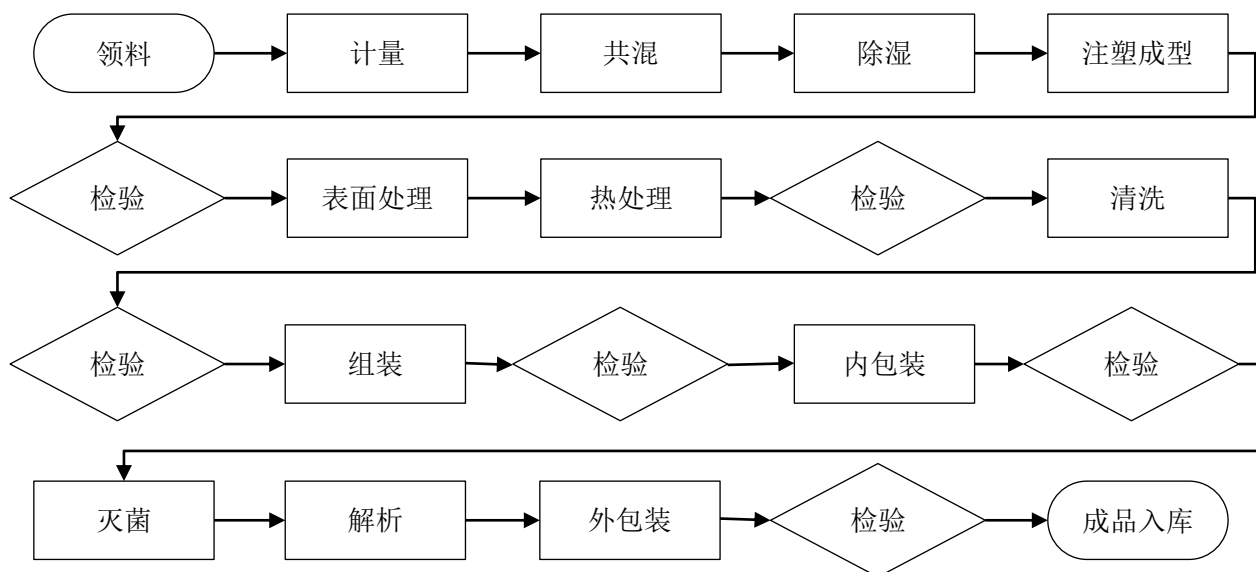 领料 计量 共混 除湿 注塑成型
检验 表面处理 热处理 检验 清洗
检验 组装 检验 内包装 检验
灭菌 解析 外包装 检验 成品入库